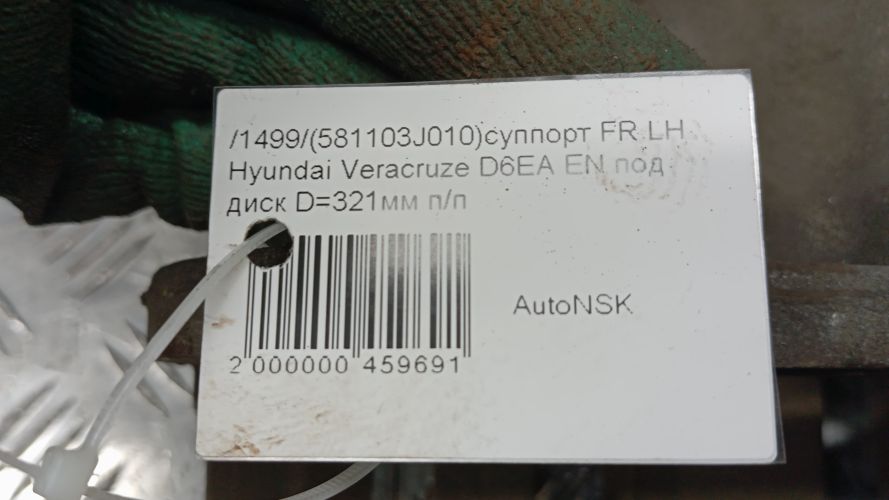 /1499/(581103J010)суппорт FR LH
Hyundai Veracruze D6EA EN под
диск D=321мм п/п
AutoNSK
2 000000 459691